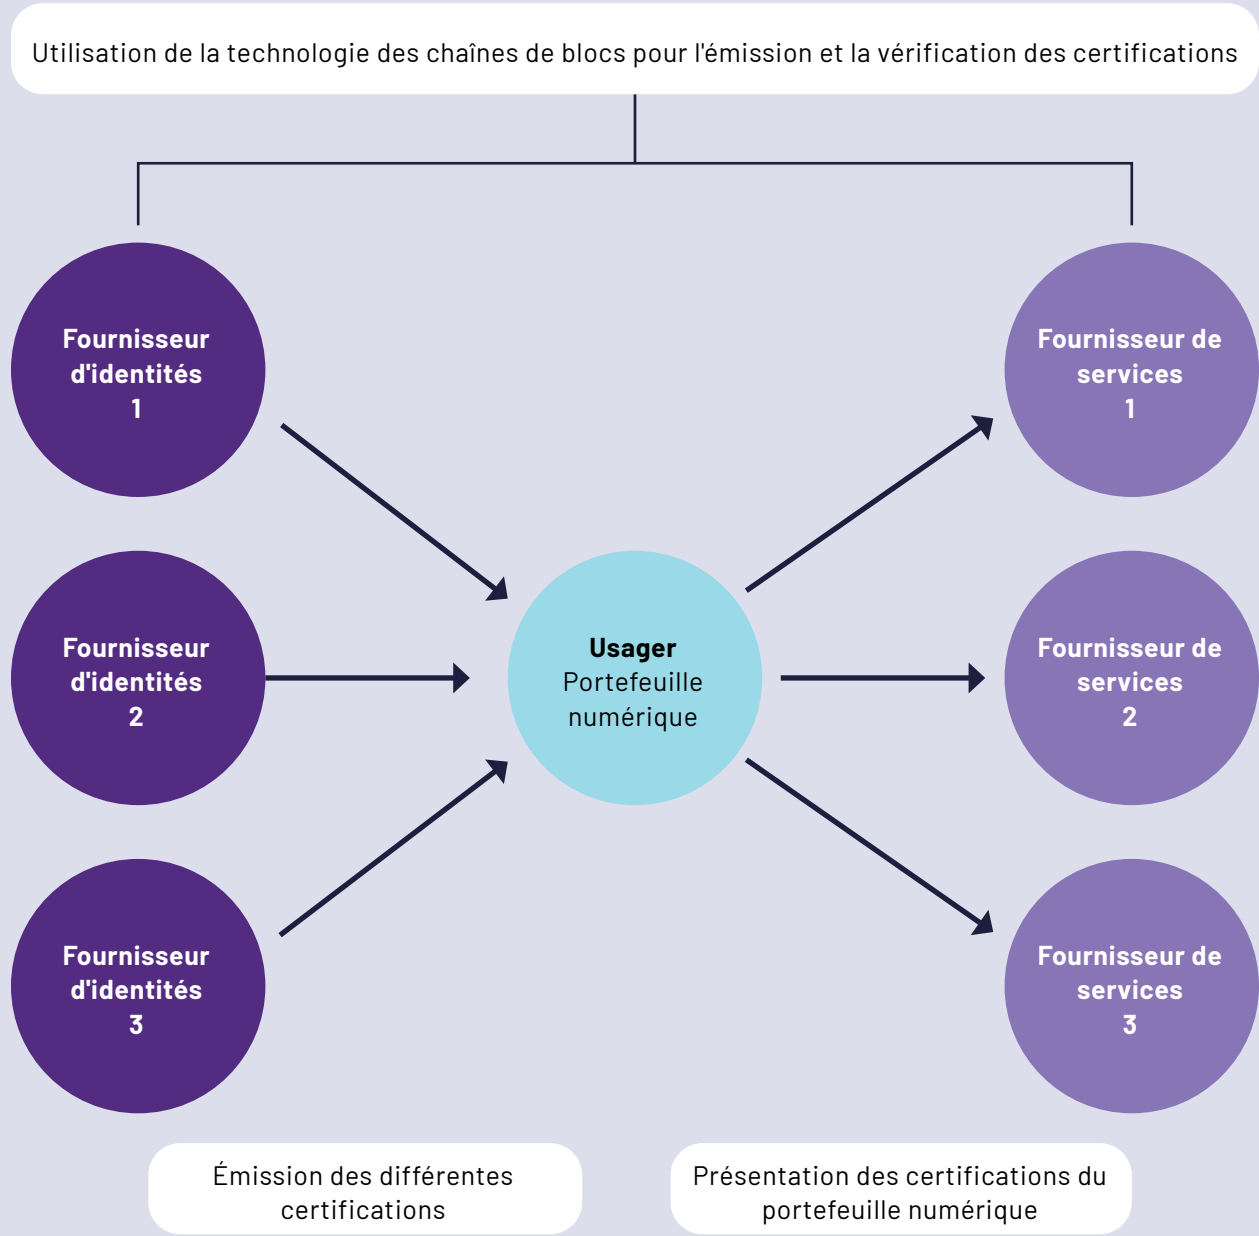 Utilisation de la technologie des chaînes de blocs pour l'émission et la vérification des certifications
Fournisseur
d'identités
1
Fournisseur de
services
1
Fournisseur
d'identités
2
Usager
Portefeuille
numérique
Fournisseur de
services
2
Fournisseur
d'identités
3
Fournisseur de
services
3
Émission des différentes
certifications
Présentation des certifications du
portefeuille numérique